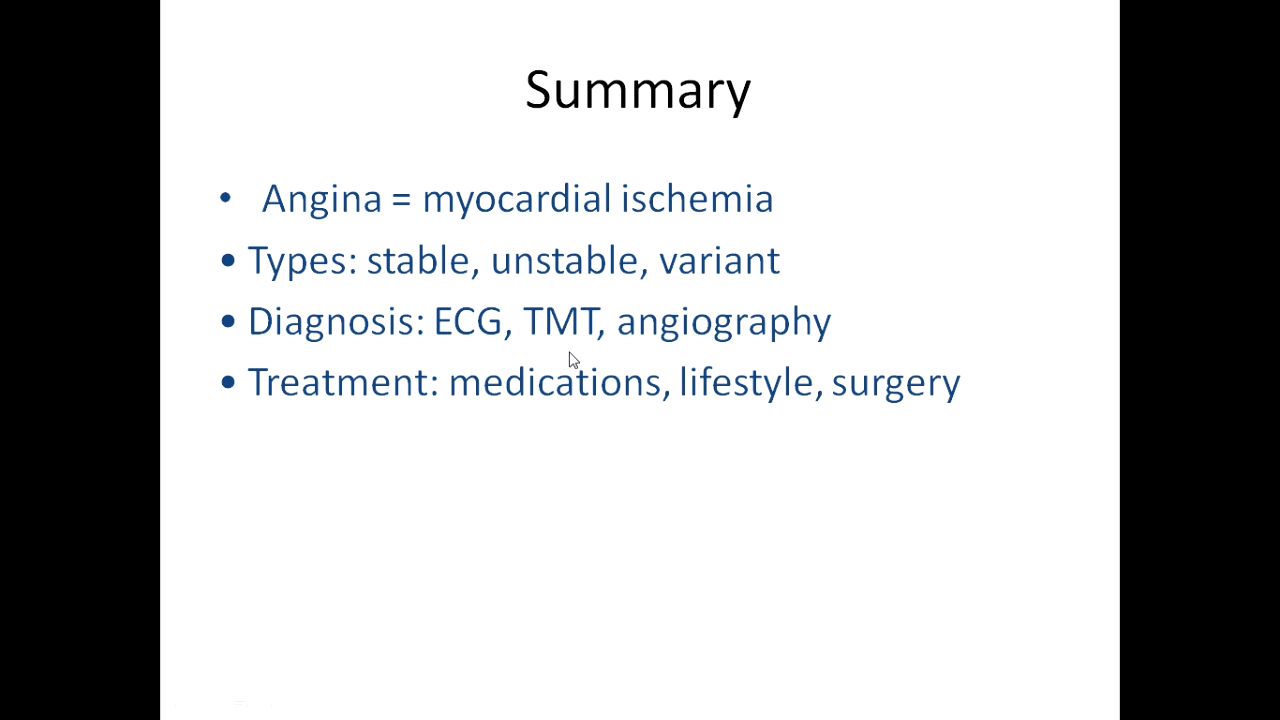 Summary
• Angina = myocardial ischemia
• Types: stable, unstable, variant
• Diagnosis: ECG, TMT, angiography
• Treatment: medications, lifestyle, surgery